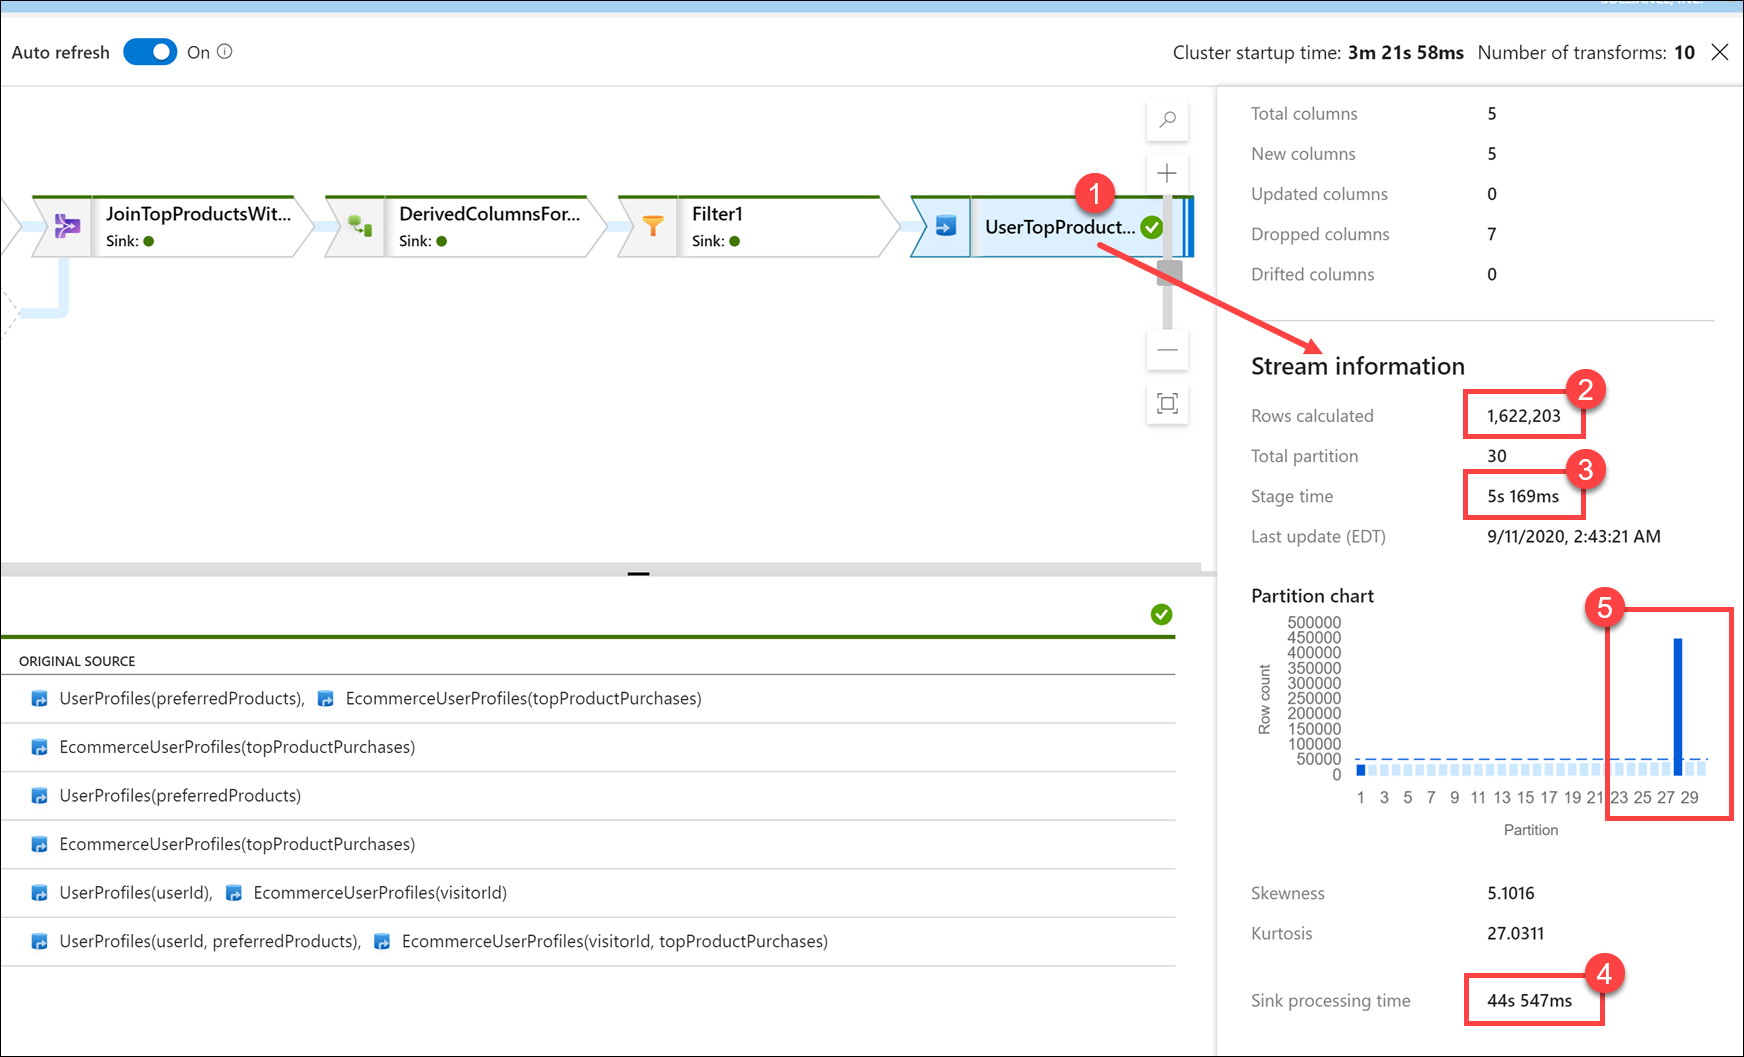 SOLLIANCE, INC.
Auto refresh On
Cluster startup time: 3m 21s 58ms Number of transforms: 10
Total columns 5
New columns 5
Updated columns 0
Dropped columns 7
Drifted columns 0
JoinTopProductsWit...
Sink:
DerivedColumnsFor...
Sink:
Filter1
Sink:
1
UserTopProduct...
Stream information
2
Rows calculated 1,622,203
Total partition 30
3
Stage time 5s 169ms
Last update (EDT) 9/11/2020, 2:43:21 AM
Partition chart
5
500000
450000
400000
350000
300000
250000
200000
150000
100000
50000
0
Row count
1 3 5 7 9 11 13 15 17 19 21 23 25 27 29
Partition
Skewness 5.1016
Kurtosis 27.0311
4
Sink processing time 44s 547ms
ORIGINAL SOURCE
UserProfiles(preferredProducts), EcommerceUserProfiles(topProductPurchases)
EcommerceUserProfiles(topProductPurchases)
UserProfiles(preferredProducts)
EcommerceUserProfiles(topProductPurchases)
UserProfiles(userId), EcommerceUserProfiles(visitorId)
UserProfiles(userId, preferredProducts), EcommerceUserProfiles(visitorId, topProductPurchases)